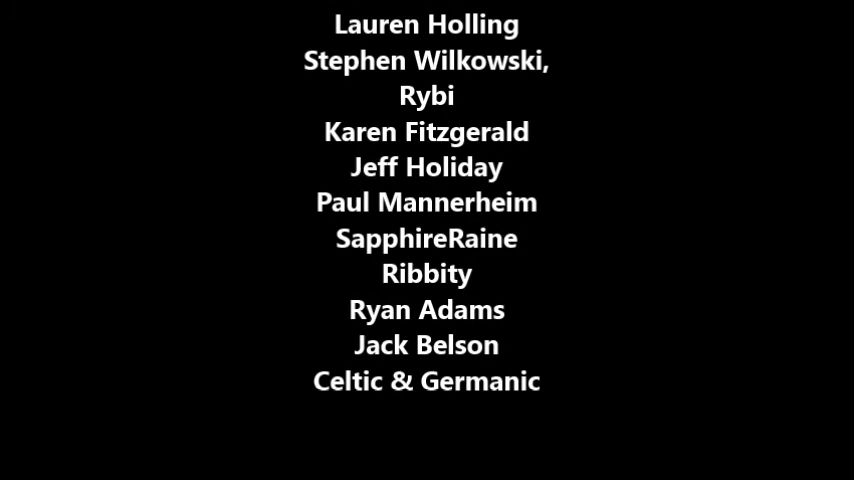 Lauren Holling
Stephen Wilkowski,
Rybi
Karen Fitzgerald
Jeff Holiday
Paul Mannerheim
SapphireRaine
Ribbity
Ryan Adams
Jack Belson
Celtic & Germanic